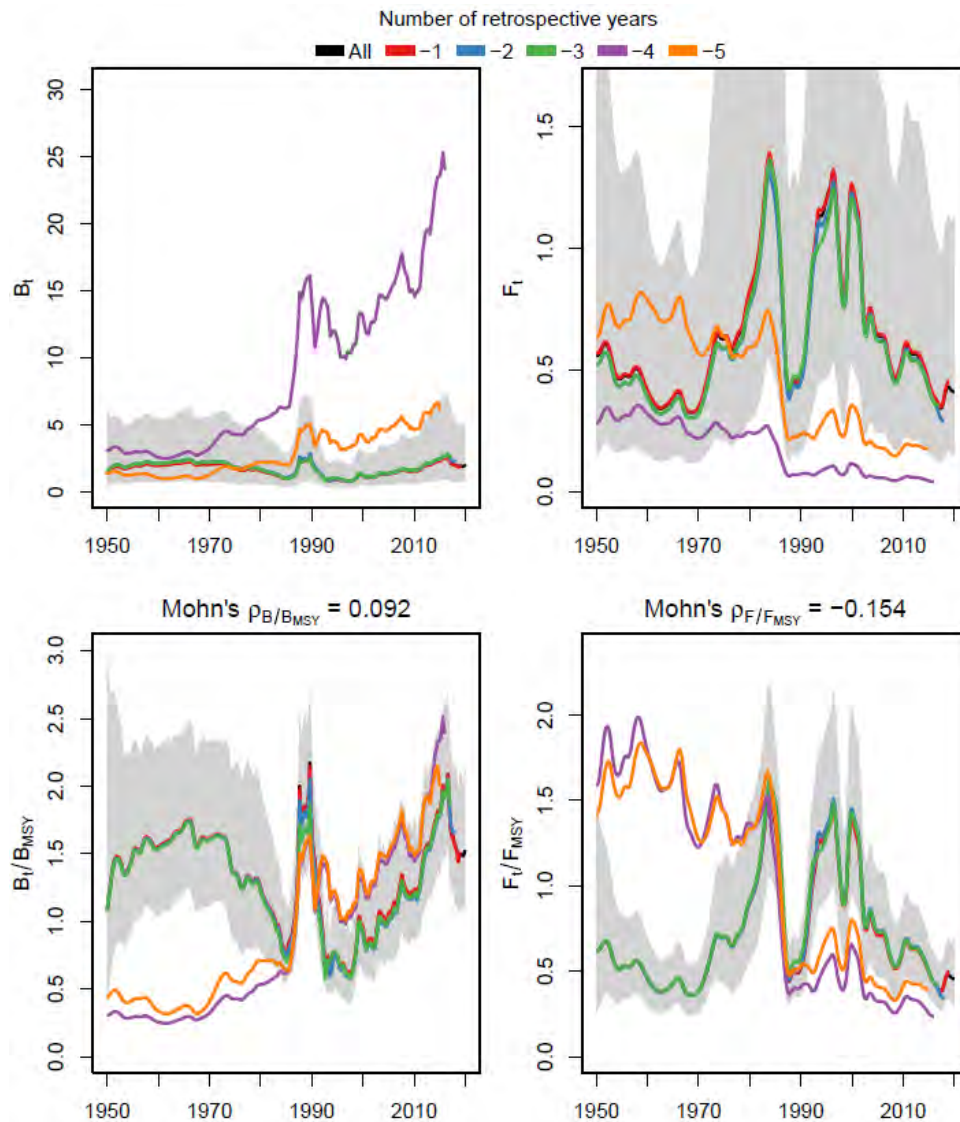 Number of retrospective years
All −1 −2 −3 −4 −5
30
25
20
15
10
5
0
Bt
1950 1970 1990 2010
1.5
1.0
0.5
0.0
Ft
1950 1970 1990 2010
Mohn's ρB/BMSY = 0.092
3.0
2.5
2.0
1.5
1.0
0.5
0.0
Bt/BMSY
1950 1970 1990 2010
Mohn's ρF/FMSY = −0.154
2.0
1.5
1.0
0.5
0.0
Ft/FMSY
1950 1970 1990 2010